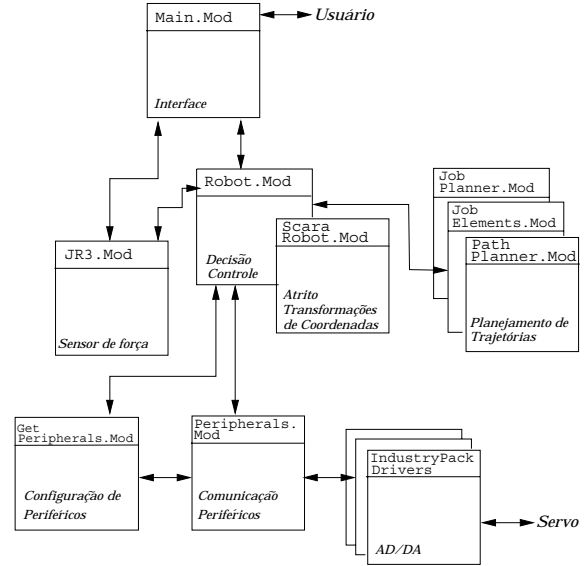 Main.Mod
Usuário
Interface
Robot.Mod
Decisão
Controle
Scara
Robot.Mod
Atrito
Transformações
de Coordenadas
Job
Planner.Mod
Job
Elements.Mod
Path
Planner.Mod
Planejamento de
Trajetórias
JR3.Mod
Sensor de força
Get
Peripherals.Mod
Configuração de
Periféricos
Peripherals.
Mod
Comunicação
Periféricos
IndustryPack
Drivers
AD/DA
Servo